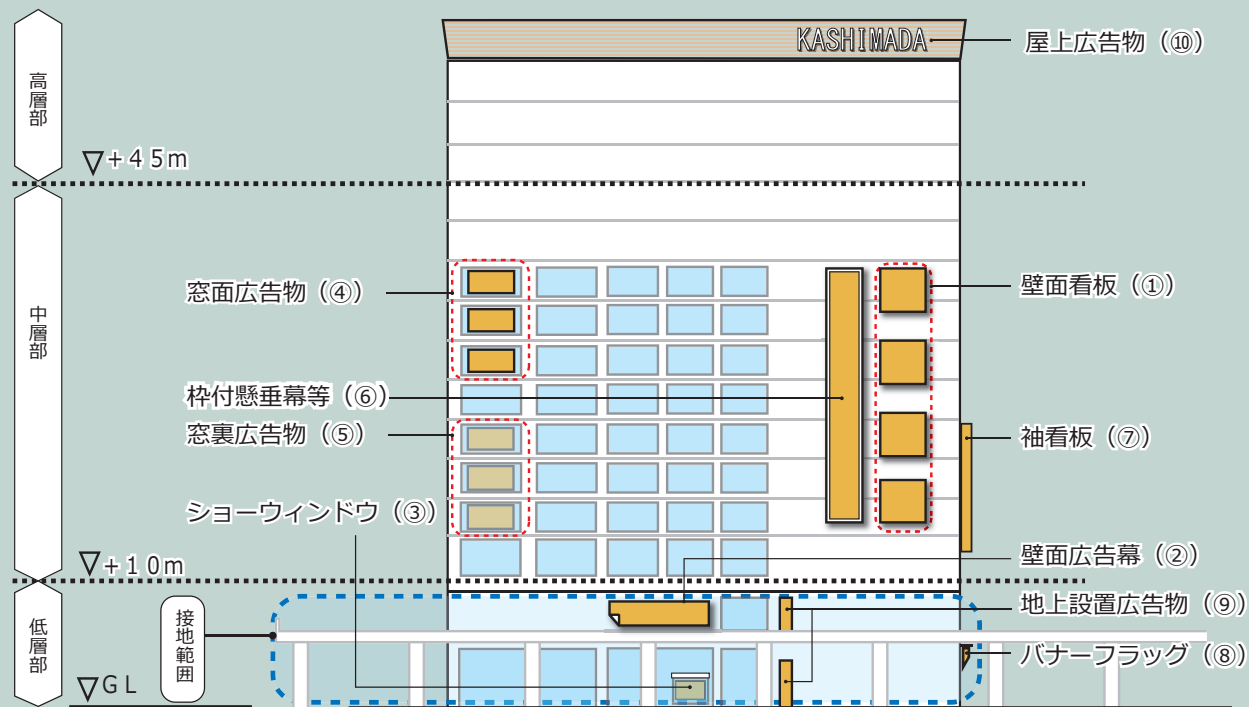 KASHIMADA
屋上広告物（⑩）
高層部
▽+45m
窓面広告物（④）
壁面看板（①）
中層部
枠付懸垂幕等（⑥）
窓裏広告物（⑤）
袖看板（⑦）
ショーウィンドウ（③）
壁面広告幕（②）
▽+10m
地上設置広告物（⑨）
接地範囲
低層部
バナーフラッグ（⑧）
▽GL